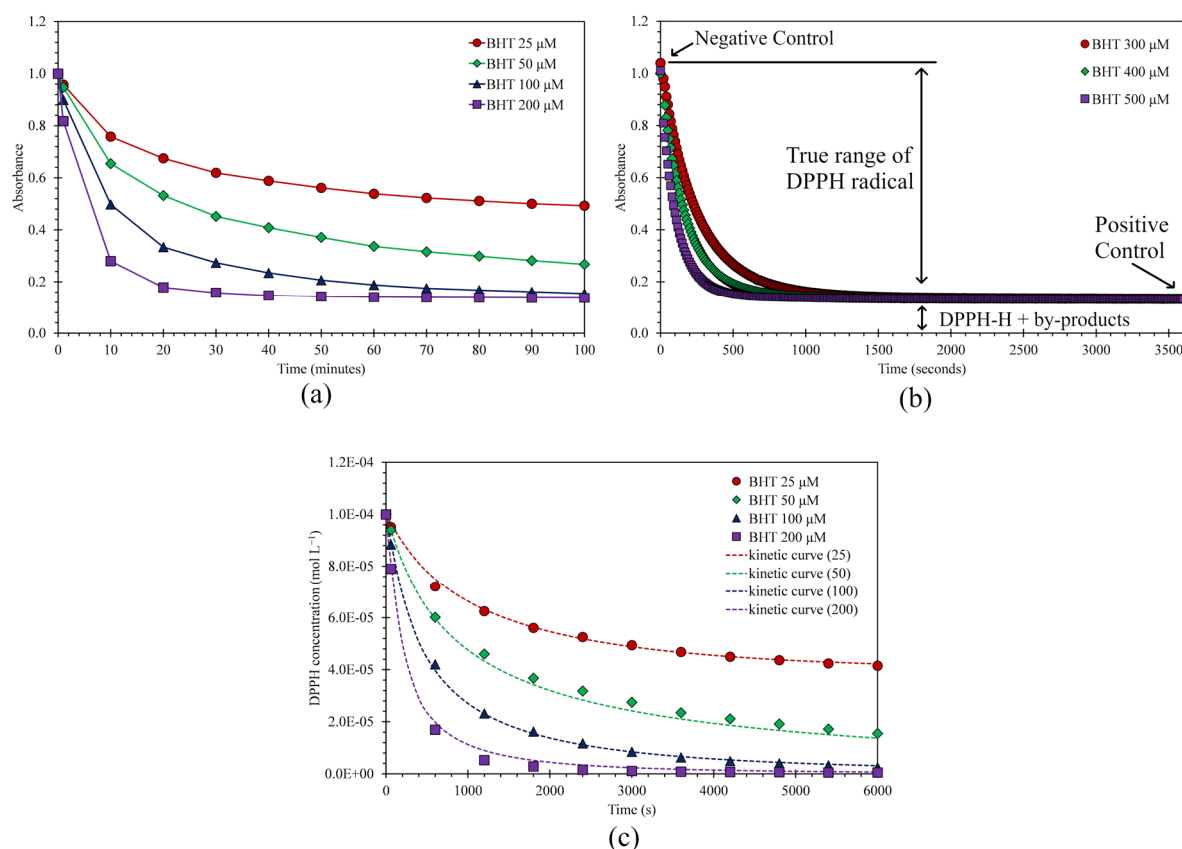 1.2
1.0
0.8
0.6
0.4
0.2
0.0
Absorbance
BHT 25 μM
BHT 50 μM
BHT 100 μM
BHT 200 μM
0 10 20 30 40 50 60 70 80 90 100
Time (minutes)
(a)
1.2
1.0
0.8
0.6
0.4
0.2
0.0
Absorbance
Negative Control
BHT 300 μM
BHT 400 μM
BHT 500 μM
True range of
DPPH radical
Positive
Control
DPPH-H + by-products
0 500 1000 1500 2000 2500 3000 3500
Time (seconds)
(b)
1.2E-04
1.0E-04
8.0E-05
6.0E-05
4.0E-05
2.0E-05
0.0E+00
DPPH concentration (mol L⁻¹)
BHT 25 μM
BHT 50 μM
BHT 100 μM
BHT 200 μM
kinetic curve (25)
kinetic curve (50)
kinetic curve (100)
kinetic curve (200)
0 1000 2000 3000 4000 5000 6000
Time (s)
(c)